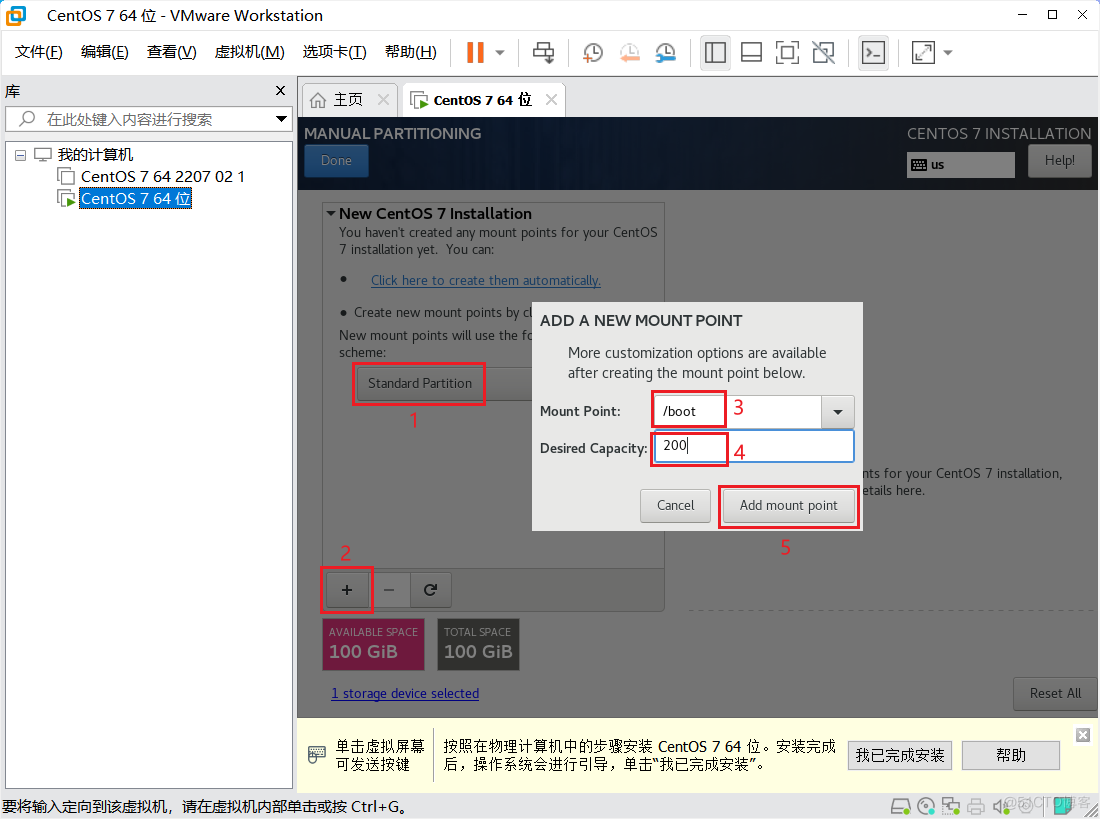 CentOS 7 64 位 - VMware Workstation
文件(F) 编辑(E) 查看(V) 虚拟机(M) 选项卡(T) 帮助(H)
库
在此处键入内容进行搜索
我的计算机
CentOS 7 64 2207 02 1
CentOS 7 64 位
主页
CentOS 7 64 位
MANUAL PARTITIONING
CENTOS 7 INSTALLATION
Done
us
Help!
New CentOS 7 Installation
You haven't created any mount points for your CentOS
7 installation yet. You can:
• Click here to create them automatically.
• Create new mount points by cl
New mount points will use the fo
scheme:
Standard Partition
1
ADD A NEW MOUNT POINT
More customization options are available
after creating the mount point below.
Mount Point: /boot 3
Desired Capacity: 200 4
Cancel
Add mount point
5
nts for your CentOS 7 installation,
etails here.
2
+ −
AVAILABLE SPACE
100 GiB
TOTAL SPACE
100 GiB
1 storage device selected
Reset All
单击虚拟屏幕
可发送按键
按照在物理计算机中的步骤安装 CentOS 7 64 位。安装完成
后，操作系统会进行引导，单击“我已完成安装”。
我已完成安装
帮助
要将输入定向到该虚拟机，请在虚拟机内部单击或按 Ctrl+G。
@51CTO博客